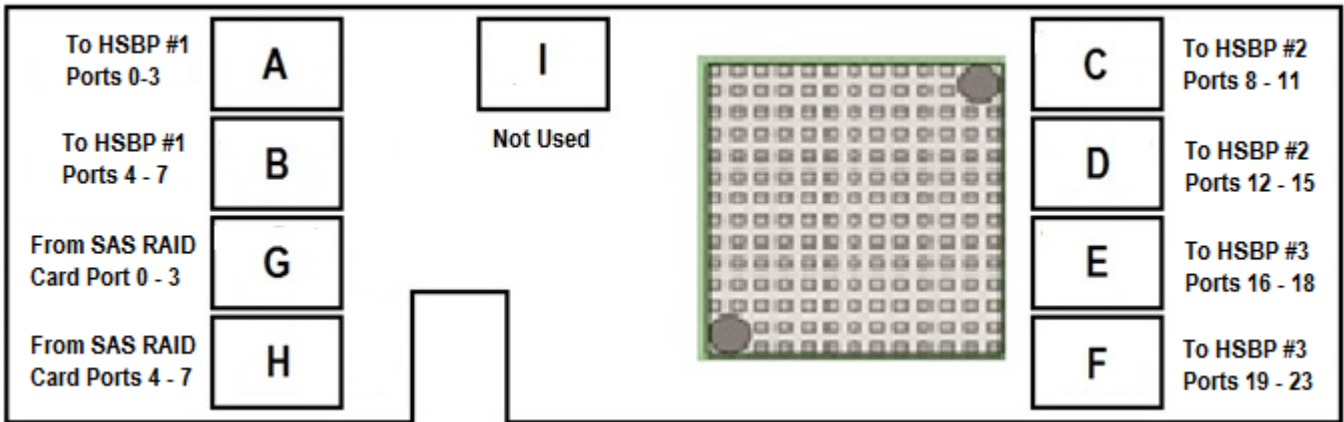 To HSBP #1
Ports 0-3
A
I
Not Used
C
To HSBP #2
Ports 8 - 11
To HSBP #1
Ports 4 - 7
B
D
To HSBP #2
Ports 12 - 15
From SAS RAID
Card Port 0 - 3
G
E
To HSBP #3
Ports 16 - 18
From SAS RAID
Card Ports 4 - 7
H
F
To HSBP #3
Ports 19 - 23